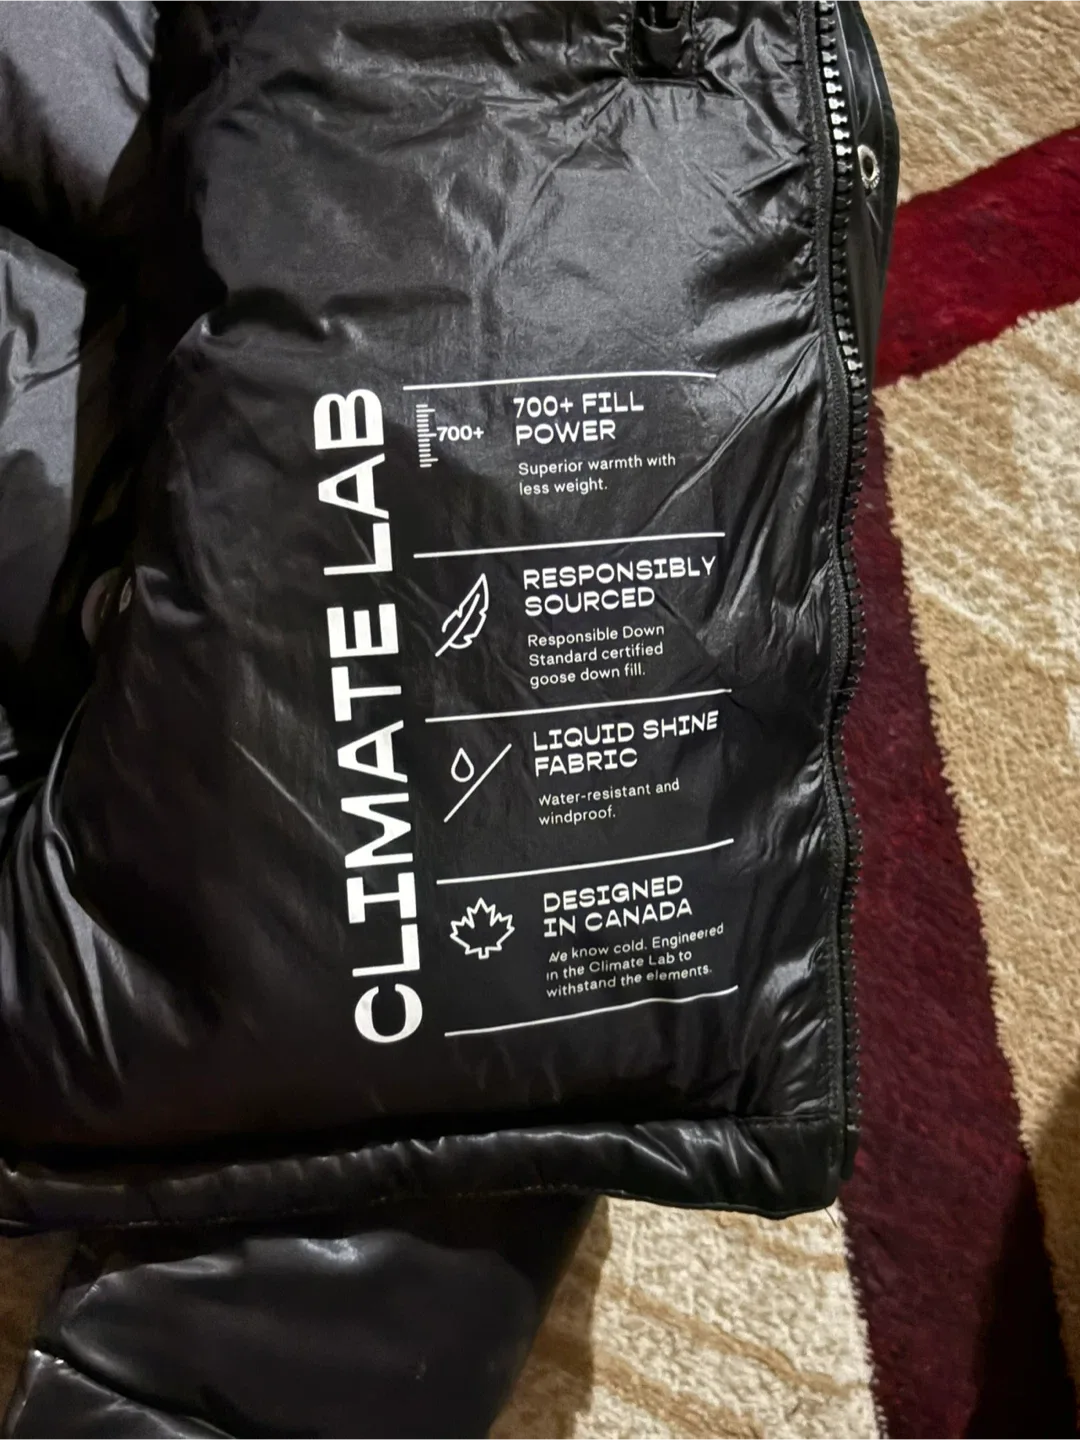 CLIMATE LAB
700+
700+ FILL
POWER
Superior warmth with
less weight.
RESPONSIBLY
SOURCED
Responsible Down
Standard certified
goose down fill.
LIQUID SHINE
FABRIC
Water-resistant and
windproof.
DESIGNED
IN CANADA
We know cold. Engineered
in the Climate Lab to
withstand the elements.